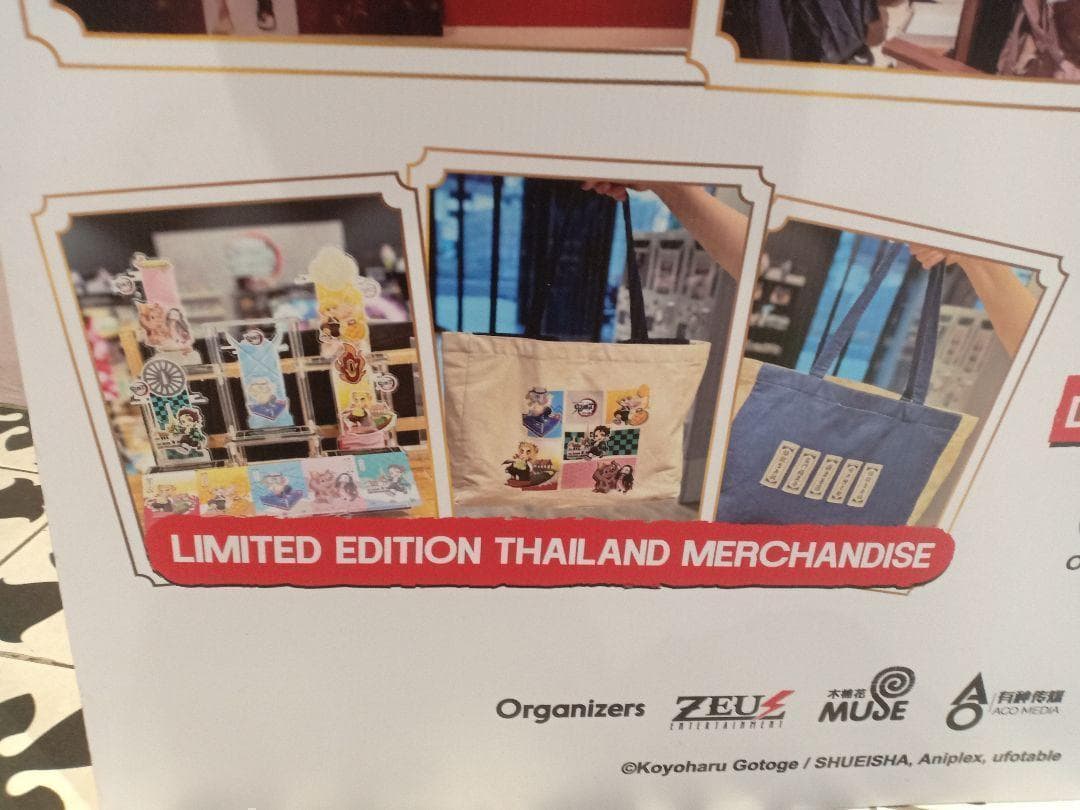 LIMITED EDITION THAILAND MERCHANDISE
Organizers
ZEUS
ENTERTAINMENT
木棉花
MUSE
AO
有神传媒
ACO MEDIA
©Koyoharu Gotoge / SHUEISHA, Aniplex, ufotable